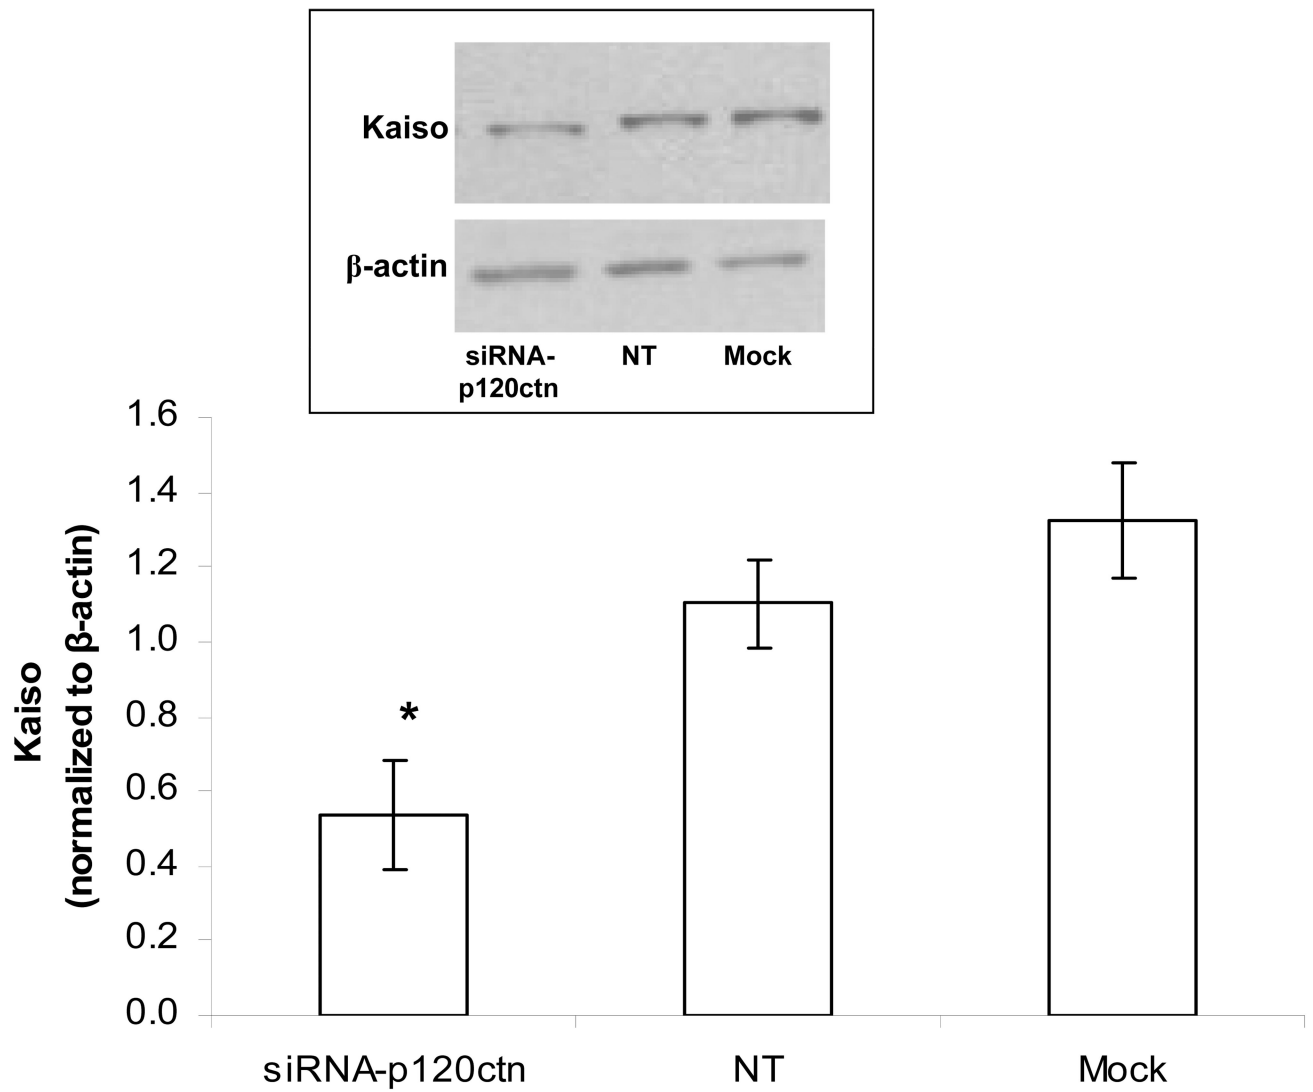 Kaiso
β-actin
siRNA-
p120ctn
NT
Mock
1.6
1.4
1.2
1.0
0.8
0.6
0.4
0.2
0.0
Kaiso
(normalized to β-actin)
*
siRNA-p120ctn
NT
Mock